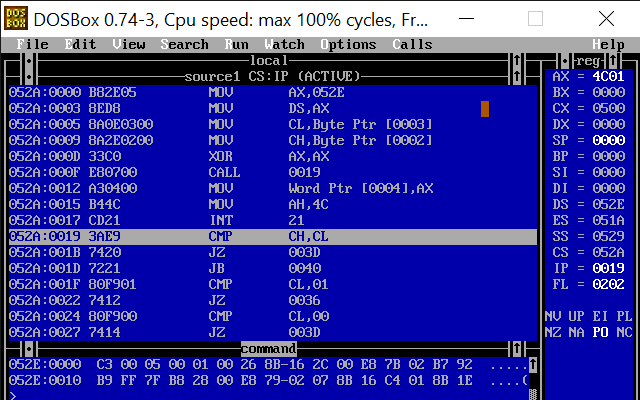 DOS BOX DOSBox 0.74-3, Cpu speed: max 100% cycles, Fr...
File Edit View Search Run Watch Options Calls Help
local
source1 CS:IP (ACTIVE)
052A:0000 B82E05 MOV AX,052E
052A:0003 8ED8 MOV DS,AX
052A:0005 8A0E0300 MOV CL,Byte Ptr [0003]
052A:0009 8A2E0200 MOV CH,Byte Ptr [0002]
052A:000D 33C0 XOR AX,AX
052A:000F E80700 CALL 0019
052A:0012 A30400 MOV Word Ptr [0004],AX
052A:0015 B44C MOV AH,4C
052A:0017 CD21 INT 21
052A:0019 3AE9 CMP CH,CL
052A:001B 7420 JZ 003D
052A:001D 7221 JB 0040
052A:001F 80F901 CMP CL,01
052A:0022 7412 JZ 0036
052A:0024 80F900 CMP CL,00
052A:0027 7414 JZ 003D
reg
AX = 4C01
BX = 0000
CX = 0500
DX = 0000
SP = 0000
BP = 0000
SI = 0000
DI = 0000
DS = 052E
ES = 051A
SS = 0529
CS = 052A
IP = 0019
FL = 0202
NV UP EI PL
NZ NA PO NC
command
052E:0000 C3 00 05 00 01 00 26 8B-16 2C 00 E8 7B 02 B7 92 .....
052E:0010 B9 FF 7F B8 28 00 E8 79-02 07 8B 16 C4 01 8B 1E ....(
>